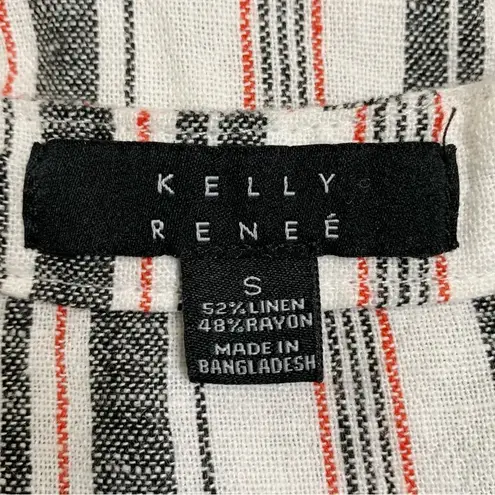 KELLY
RENEÉ
S
52% LINEN
48% RAYON
MADE IN
BANGLADESH